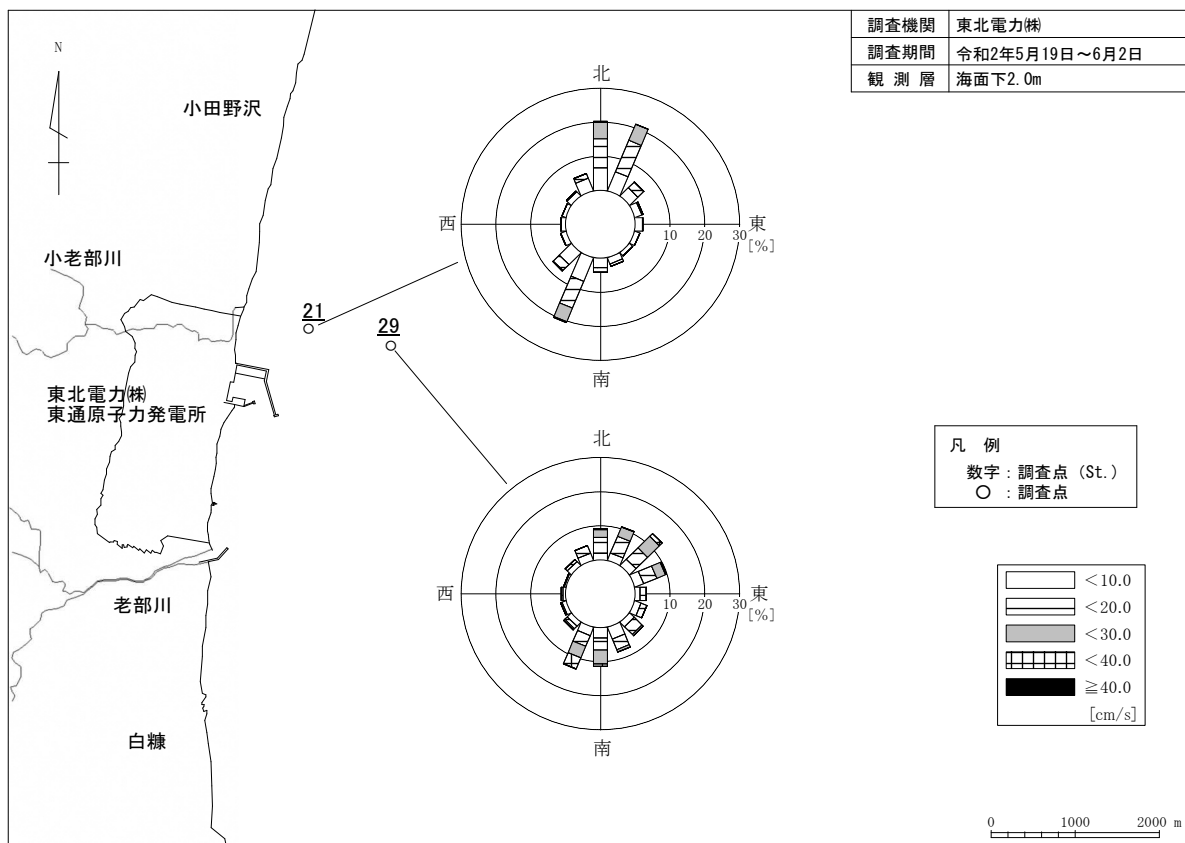 調査機関 東北電力㈱
調査期間 令和2年5月19日～6月2日
観測層 海面下2.0m
N
小田野沢
北
西
東
10 20 30
[%]
南
小老部川
21
29
東北電力㈱
東通原子力発電所
北
西
東
10 20 30
[%]
南
凡 例
数字：調査点 (St.)
○ ：調査点
老部川
<10.0
<20.0
<30.0
<40.0
≧40.0
[cm/s]
白糠
0 1000 2000 m